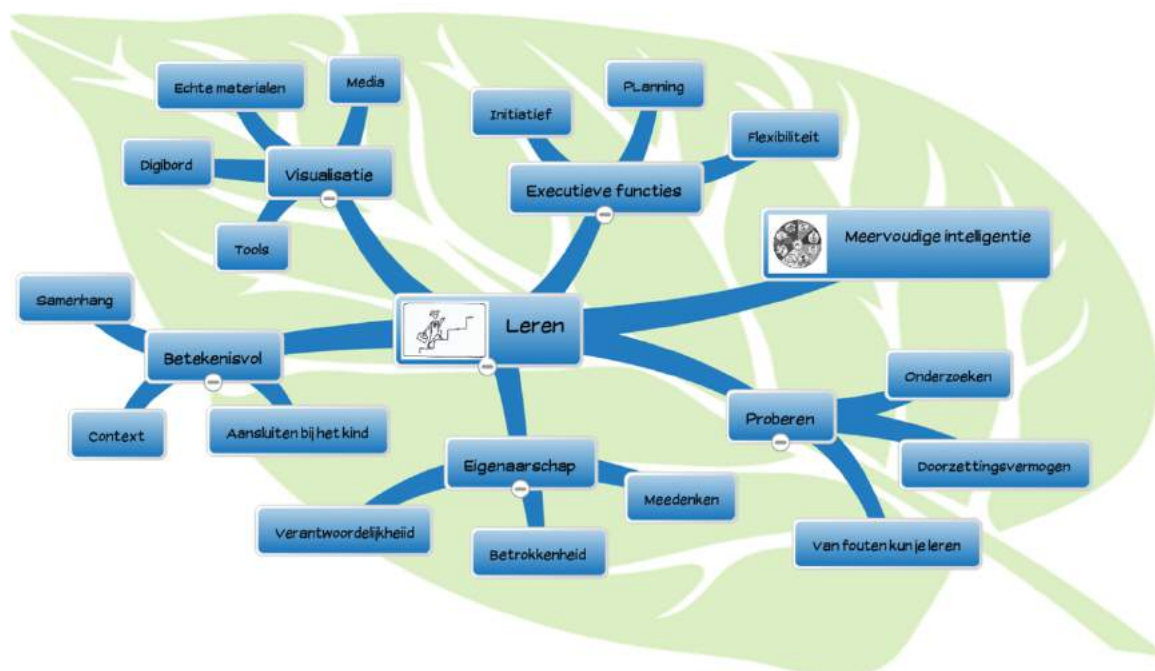 Echte materialen
Media
Digibord
Visualisatie
Tools
Initiatief
PLanning
Flexibiliteit
Executieve functies
Meervoudige intelligentie
Leren
Samenhang
Betekenisvol
Context
Aansluiten bij het kind
Eigenaarschap
Verantwoordelijkheiid
Betrokkenheid
Meedenken
Proberen
Onderzoeken
Doorzettingsvermogen
Van fouten kun je leren